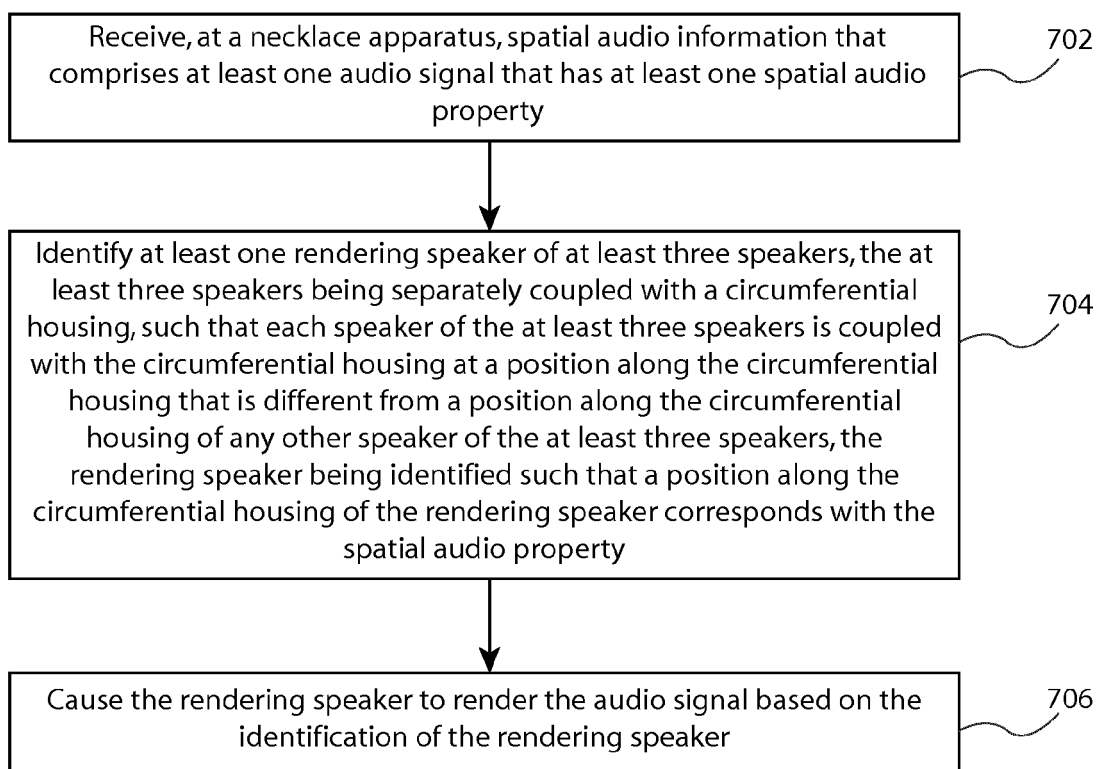 Receive, at a necklace apparatus, spatial audio information that
comprises at least one audio signal that has at least one spatial audio
property
702
Identify at least one rendering speaker of at least three speakers, the at
least three speakers being separately coupled with a circumferential
housing, such that each speaker of the at least three speakers is coupled
with the circumferential housing at a position along the circumferential
housing that is different from a position along the circumferential
housing of any other speaker of the at least three speakers, the
rendering speaker being identified such that a position along the
circumferential housing of the rendering speaker corresponds with the
spatial audio property
704
Cause the rendering speaker to render the audio signal based on the
identification of the rendering speaker
706